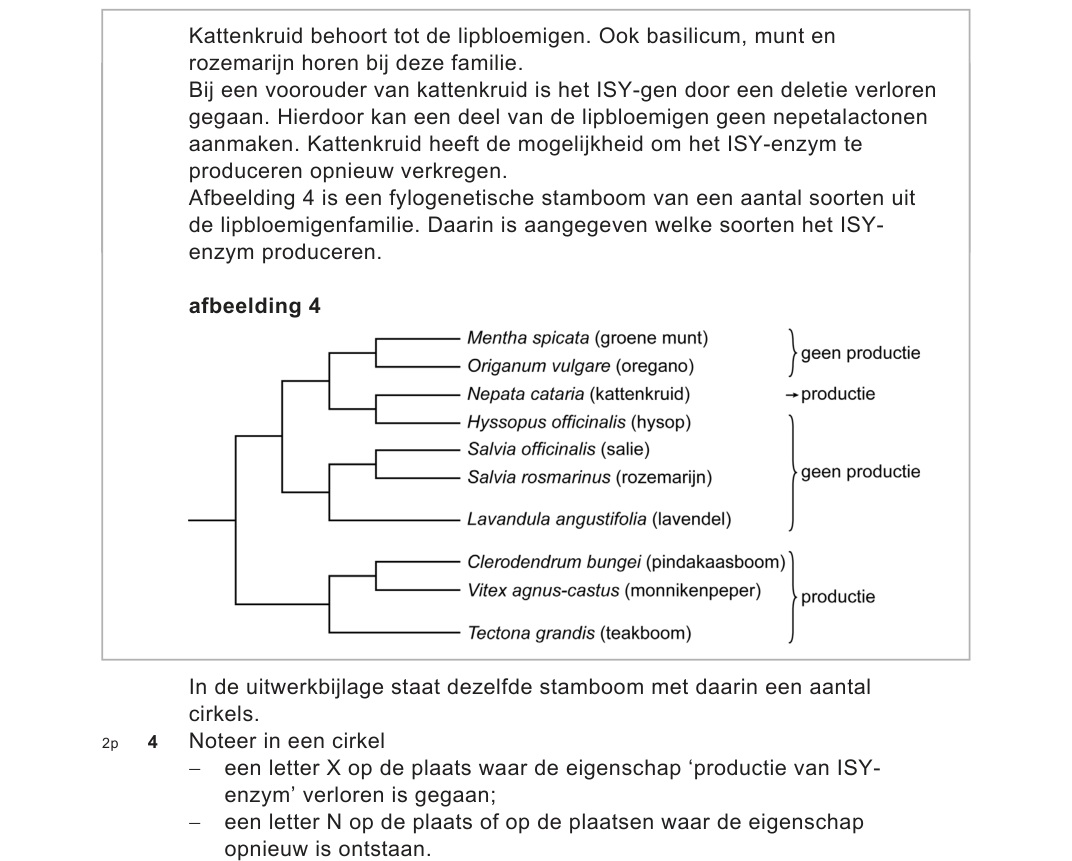 Kattenkruid behoort tot de lipbloemigen. Ook basilicum, munt en
rozemarijn horen bij deze familie.
Bij een voorouder van kattenkruid is het ISY-gen door een deletie verloren
gegaan. Hierdoor kan een deel van de lipbloemigen geen nepetalactonen
aanmaken. Kattenkruid heeft de mogelijkheid om het ISY-enzym te
produceren opnieuw verkregen.
Afbeelding 4 is een fylogenetische stamboom van een aantal soorten uit
de lipbloemigenfamilie. Daarin is aangegeven welke soorten het ISY-
enzym produceren.
afbeelding 4
Mentha spicata (groene munt)
Origanum vulgare (oregano)
geen productie
Nepata cataria (kattenkruid)
productie
Hyssopus officinalis (hysop)
Salvia officinalis (salie)
Salvia rosmarinus (rozemarijn)
Lavandula angustifolia (lavendel)
geen productie
Clerodendrum bungei (pindakaasboom)
Vitex agnus-castus (monnikenpeper)
Tectona grandis (teakboom)
productie
In de uitwerkbijlage staat dezelfde stamboom met daarin een aantal
cirkels.
2p 4 Noteer in een cirkel
– een letter X op de plaats waar de eigenschap ‘productie van ISY-
enzym’ verloren is gegaan;
– een letter N op de plaats of op de plaatsen waar de eigenschap
opnieuw is ontstaan.